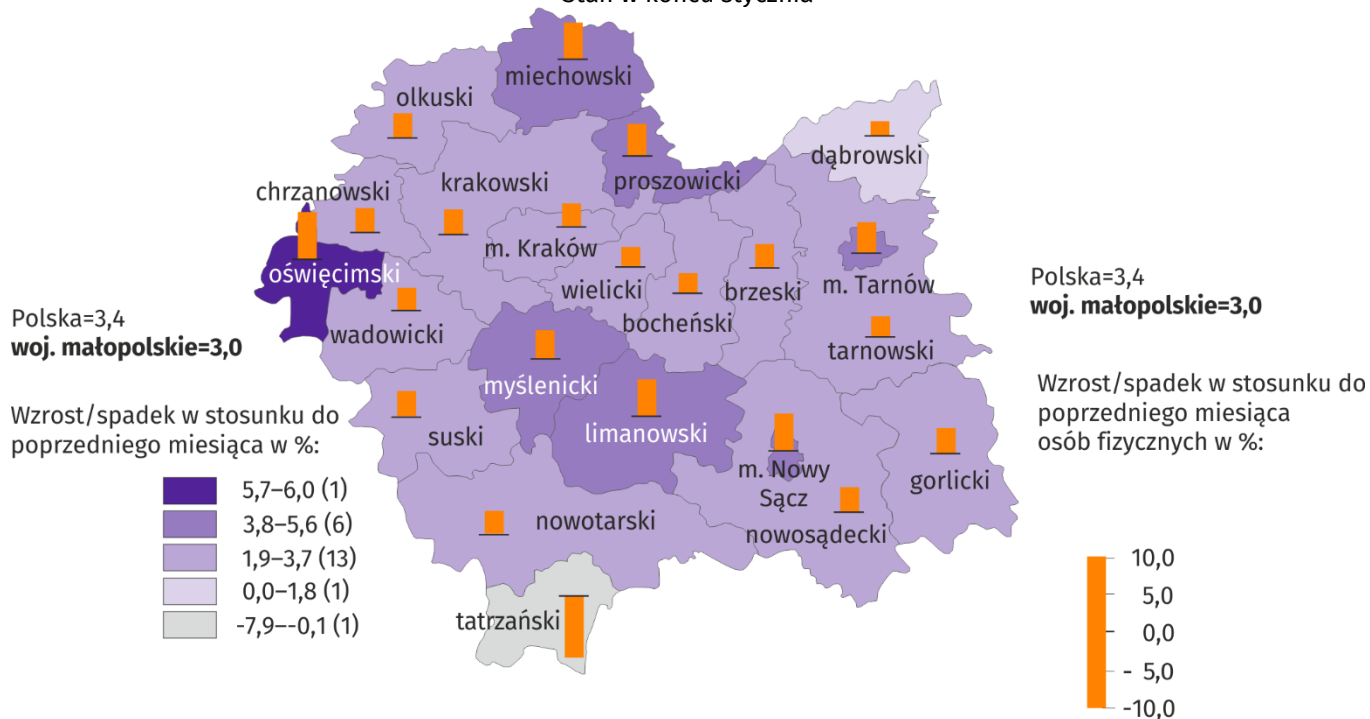 Stan w końcu stycznia
miechowski
olkuski
dąbrowski
proszowicki
chrzanowski
krakowski
m. Kraków
oświęcimski
wielicki
brzeski
m. Tarnów
bocheński
wadowicki
tarnowski
myślenicki
limanowski
suski
m. Nowy
Sącz
gorlicki
nowotarski
nowosądecki
tatrzański
Polska=3,4
woj. małopolskie=3,0
Wzrost/spadek w stosunku do
poprzedniego miesiąca w %:
5,7–6,0 (1)
3,8–5,6 (6)
1,9–3,7 (13)
0,0–1,8 (1)
-7,9–-0,1 (1)
Polska=3,4
woj. małopolskie=3,0
Wzrost/spadek w stosunku do
poprzedniego miesiąca
osób fizycznych w %:
10,0
5,0
0,0
- 5,0
-10,0